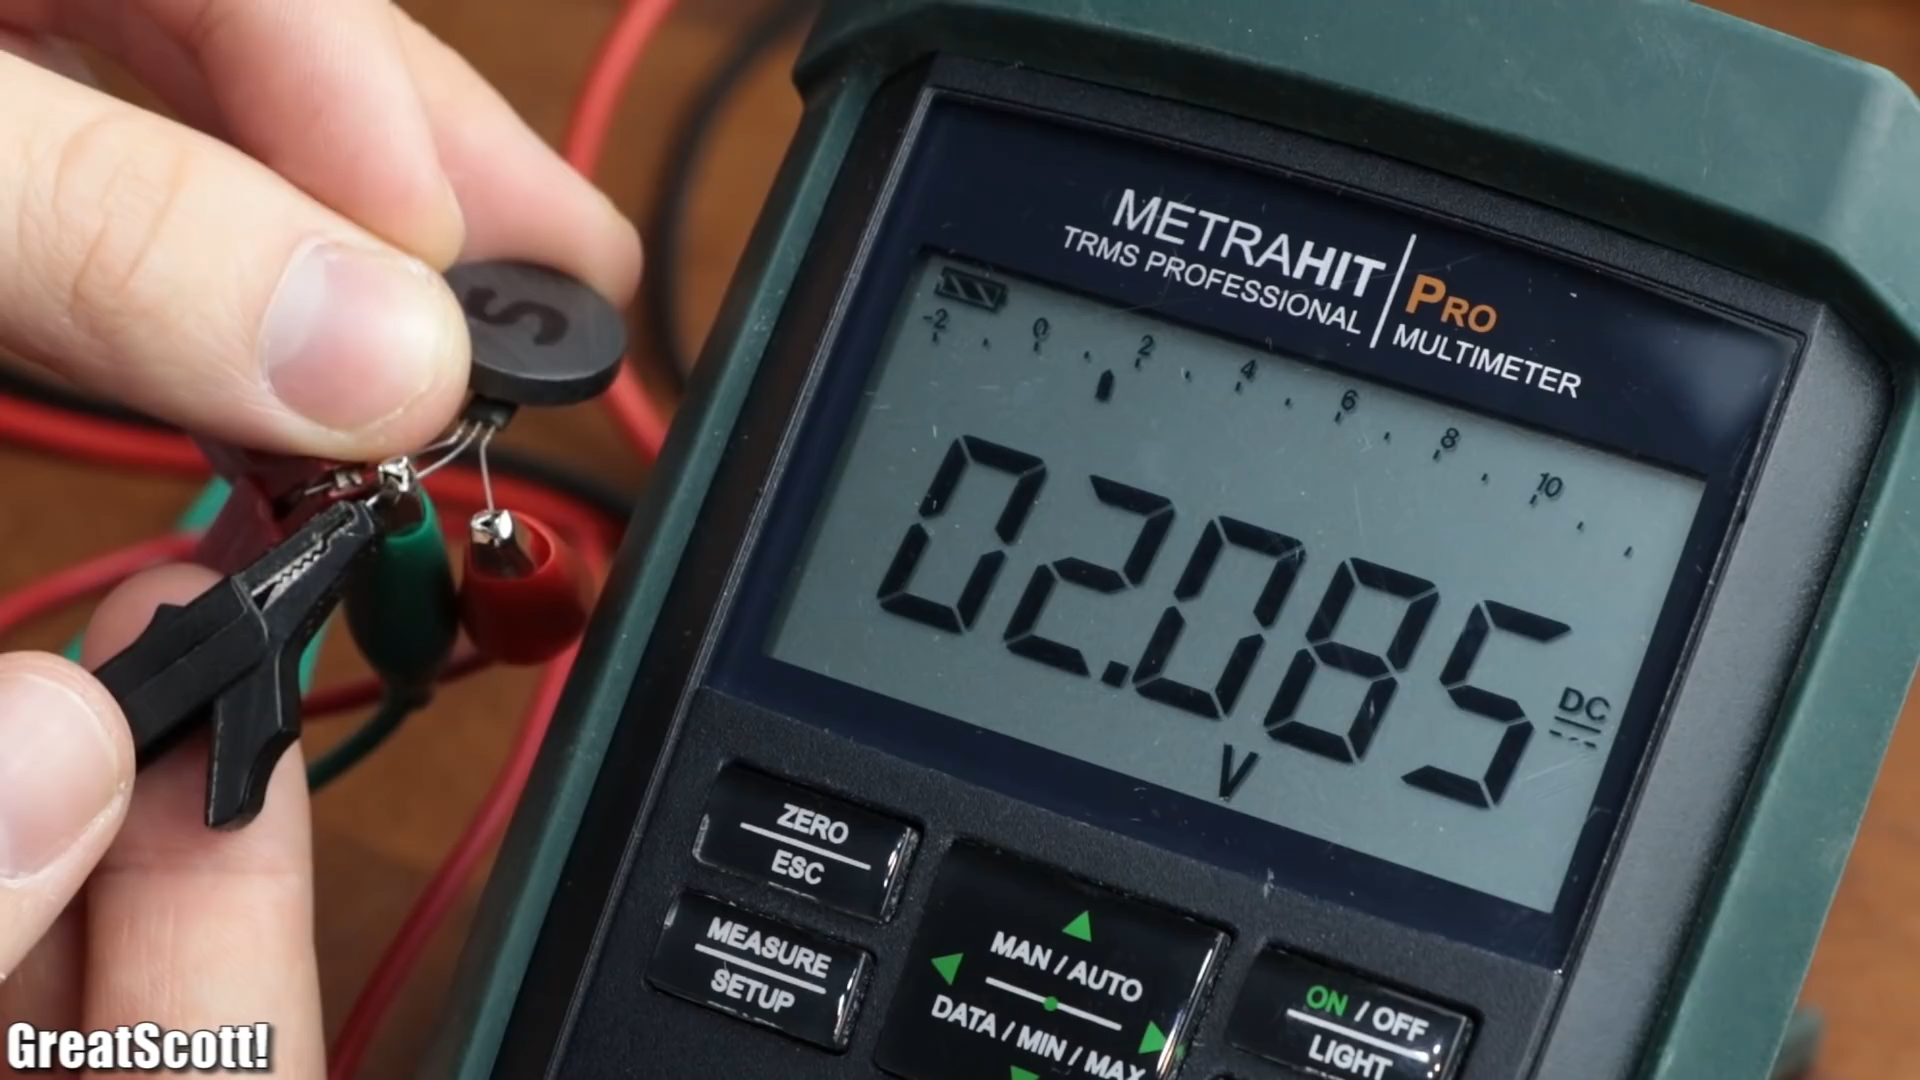 S
METRAHIT PRO
TRMS PROFESSIONAL MULTIMETER
-2 0 2 4 6 8 10
02.085
DC
V
ZERO
ESC
MEASURE
SETUP
MAN / AUTO
DATA / MIN / MAX
ON / OFF
LIGHT
GreatScott!